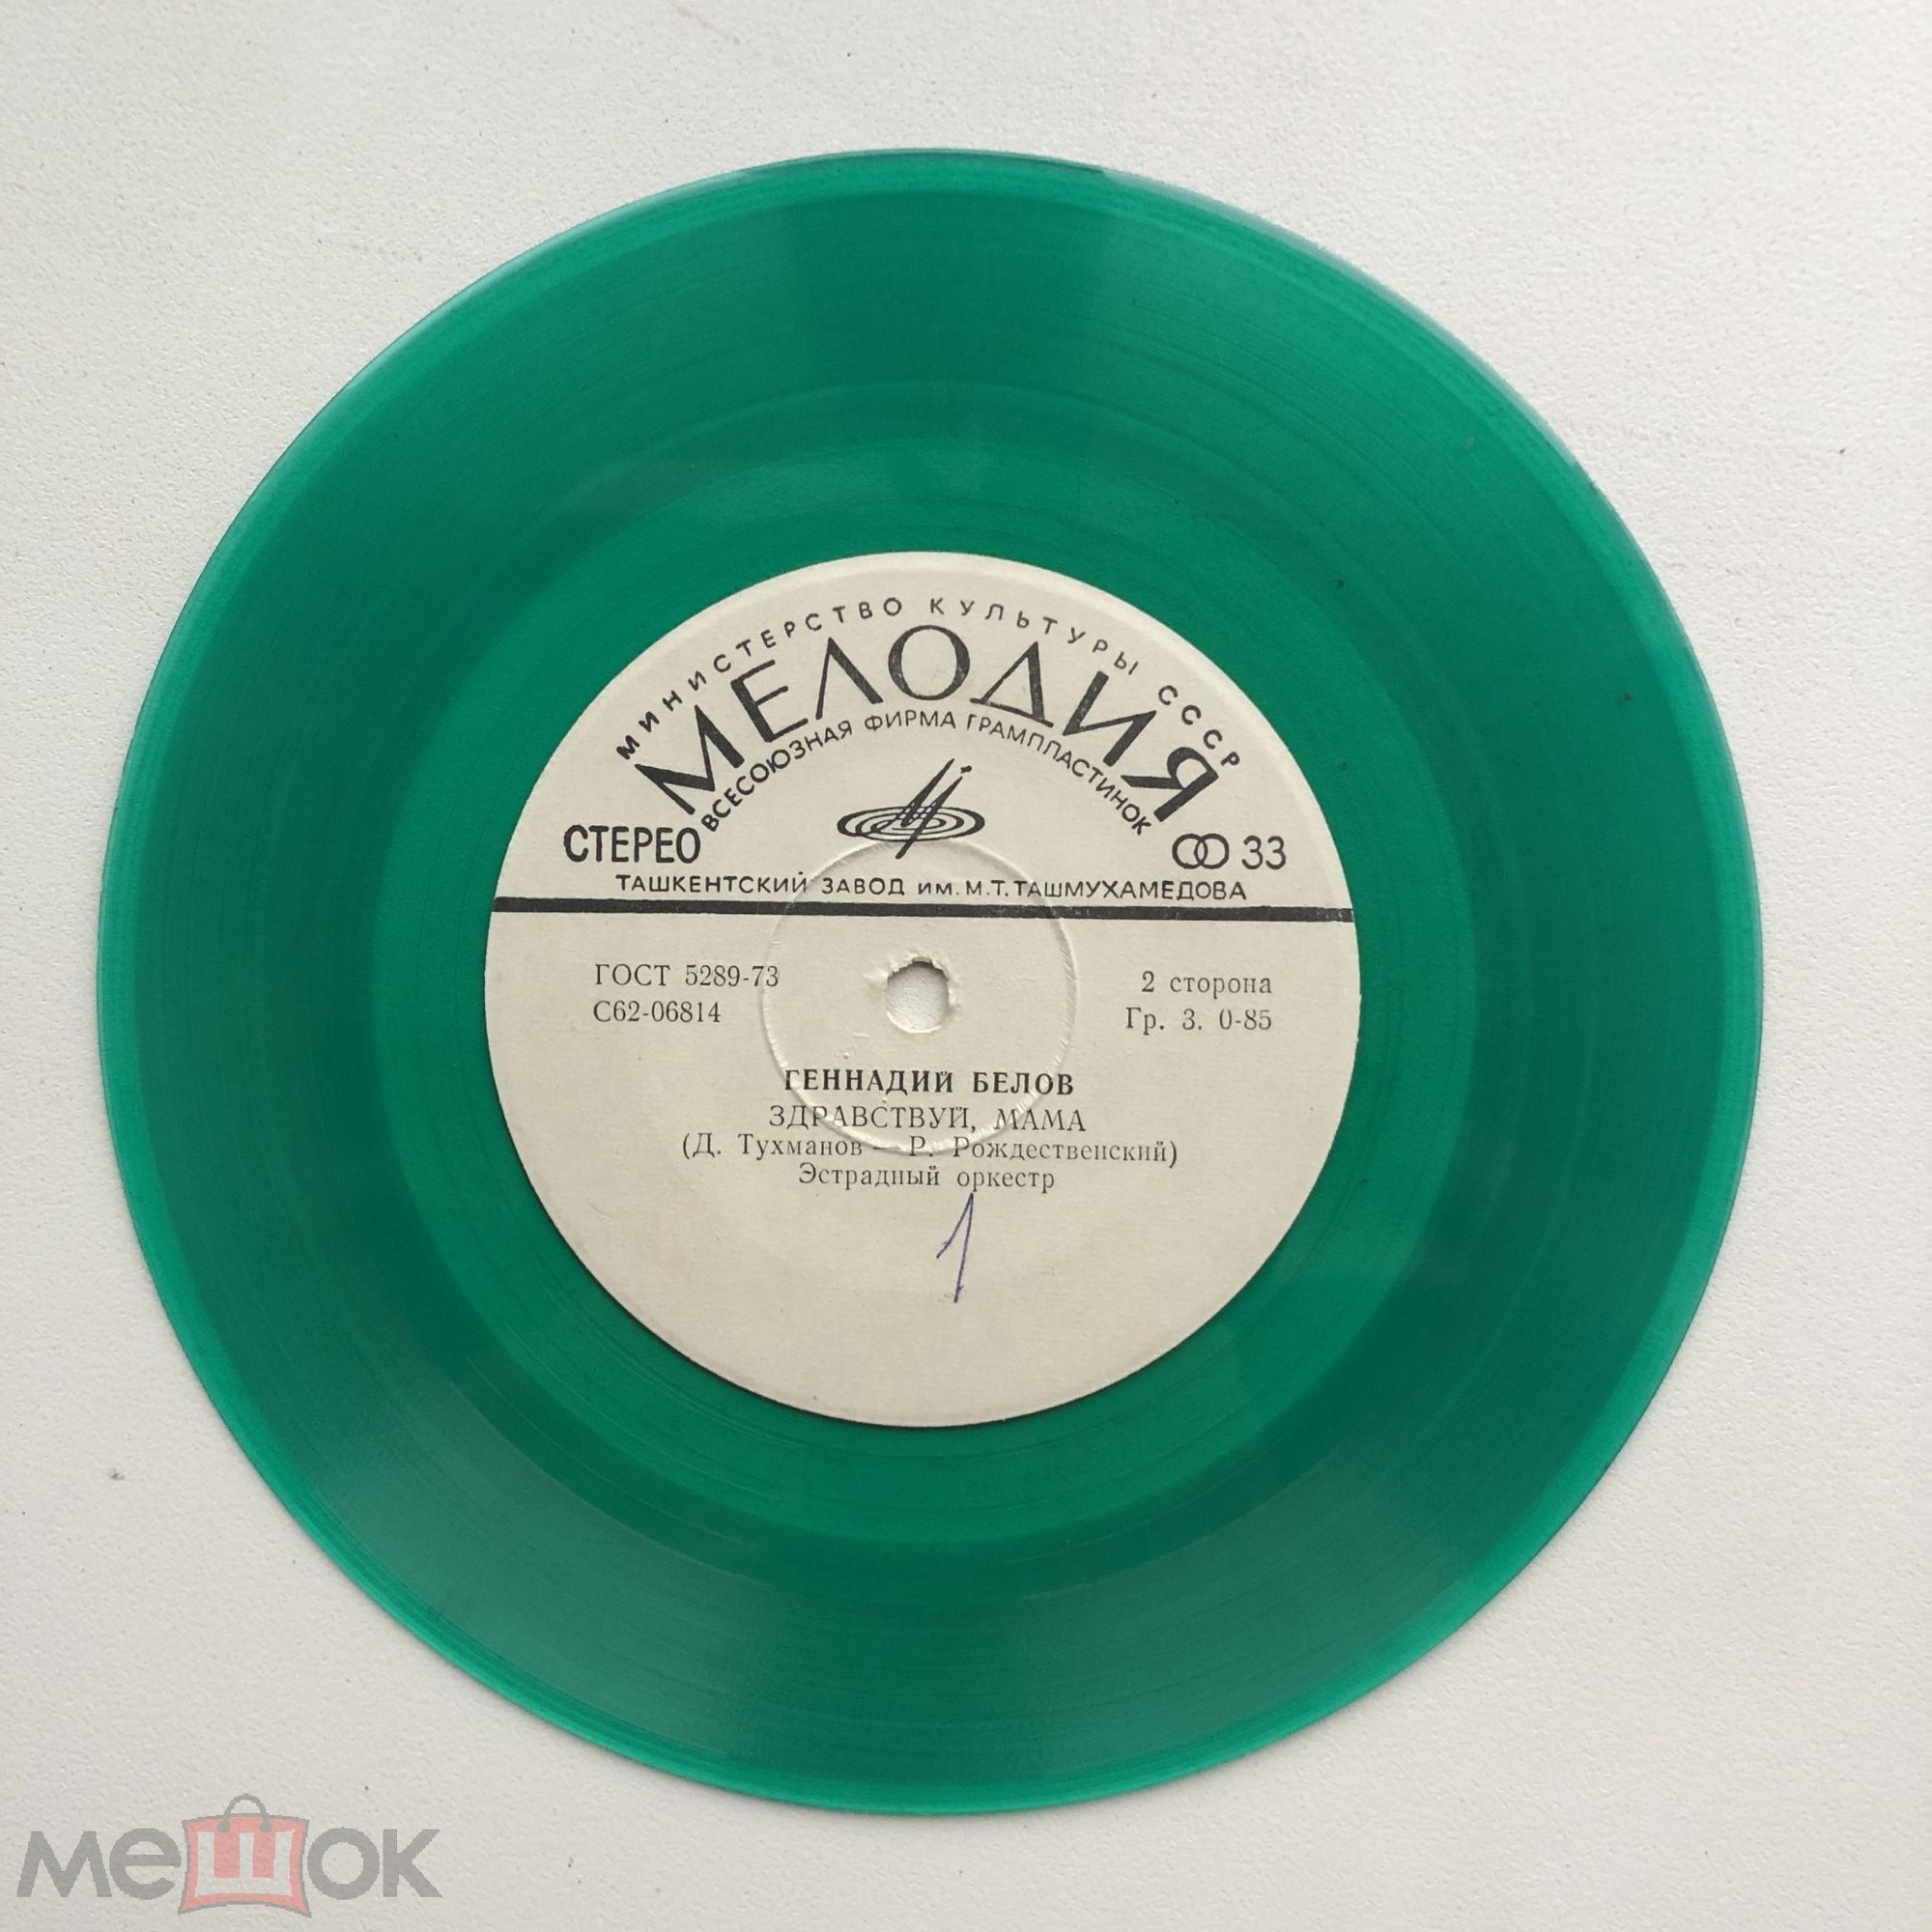 МИНИСТЕРСТВО КУЛЬТУРЫ СССР
МЕЛОДИЯ
ВСЕСОЮЗНАЯ ФИРМА ГРАМПЛАСТИНОК
СТЕРЕО 33
ТАШКЕНТСКИЙ ЗАВОД им. М.Т.ТАШМУХАМЕДОВА
ГОСТ 5289-73 2 сторона
С62-06814 Гр. 3. 0-85
ГЕННАДИЙ БЕЛОВ
ЗДРАВСТВУЙ, МАМА
(Д. Тухманов — Р. Рождественский)
Эстрадный оркестр
1
мешок